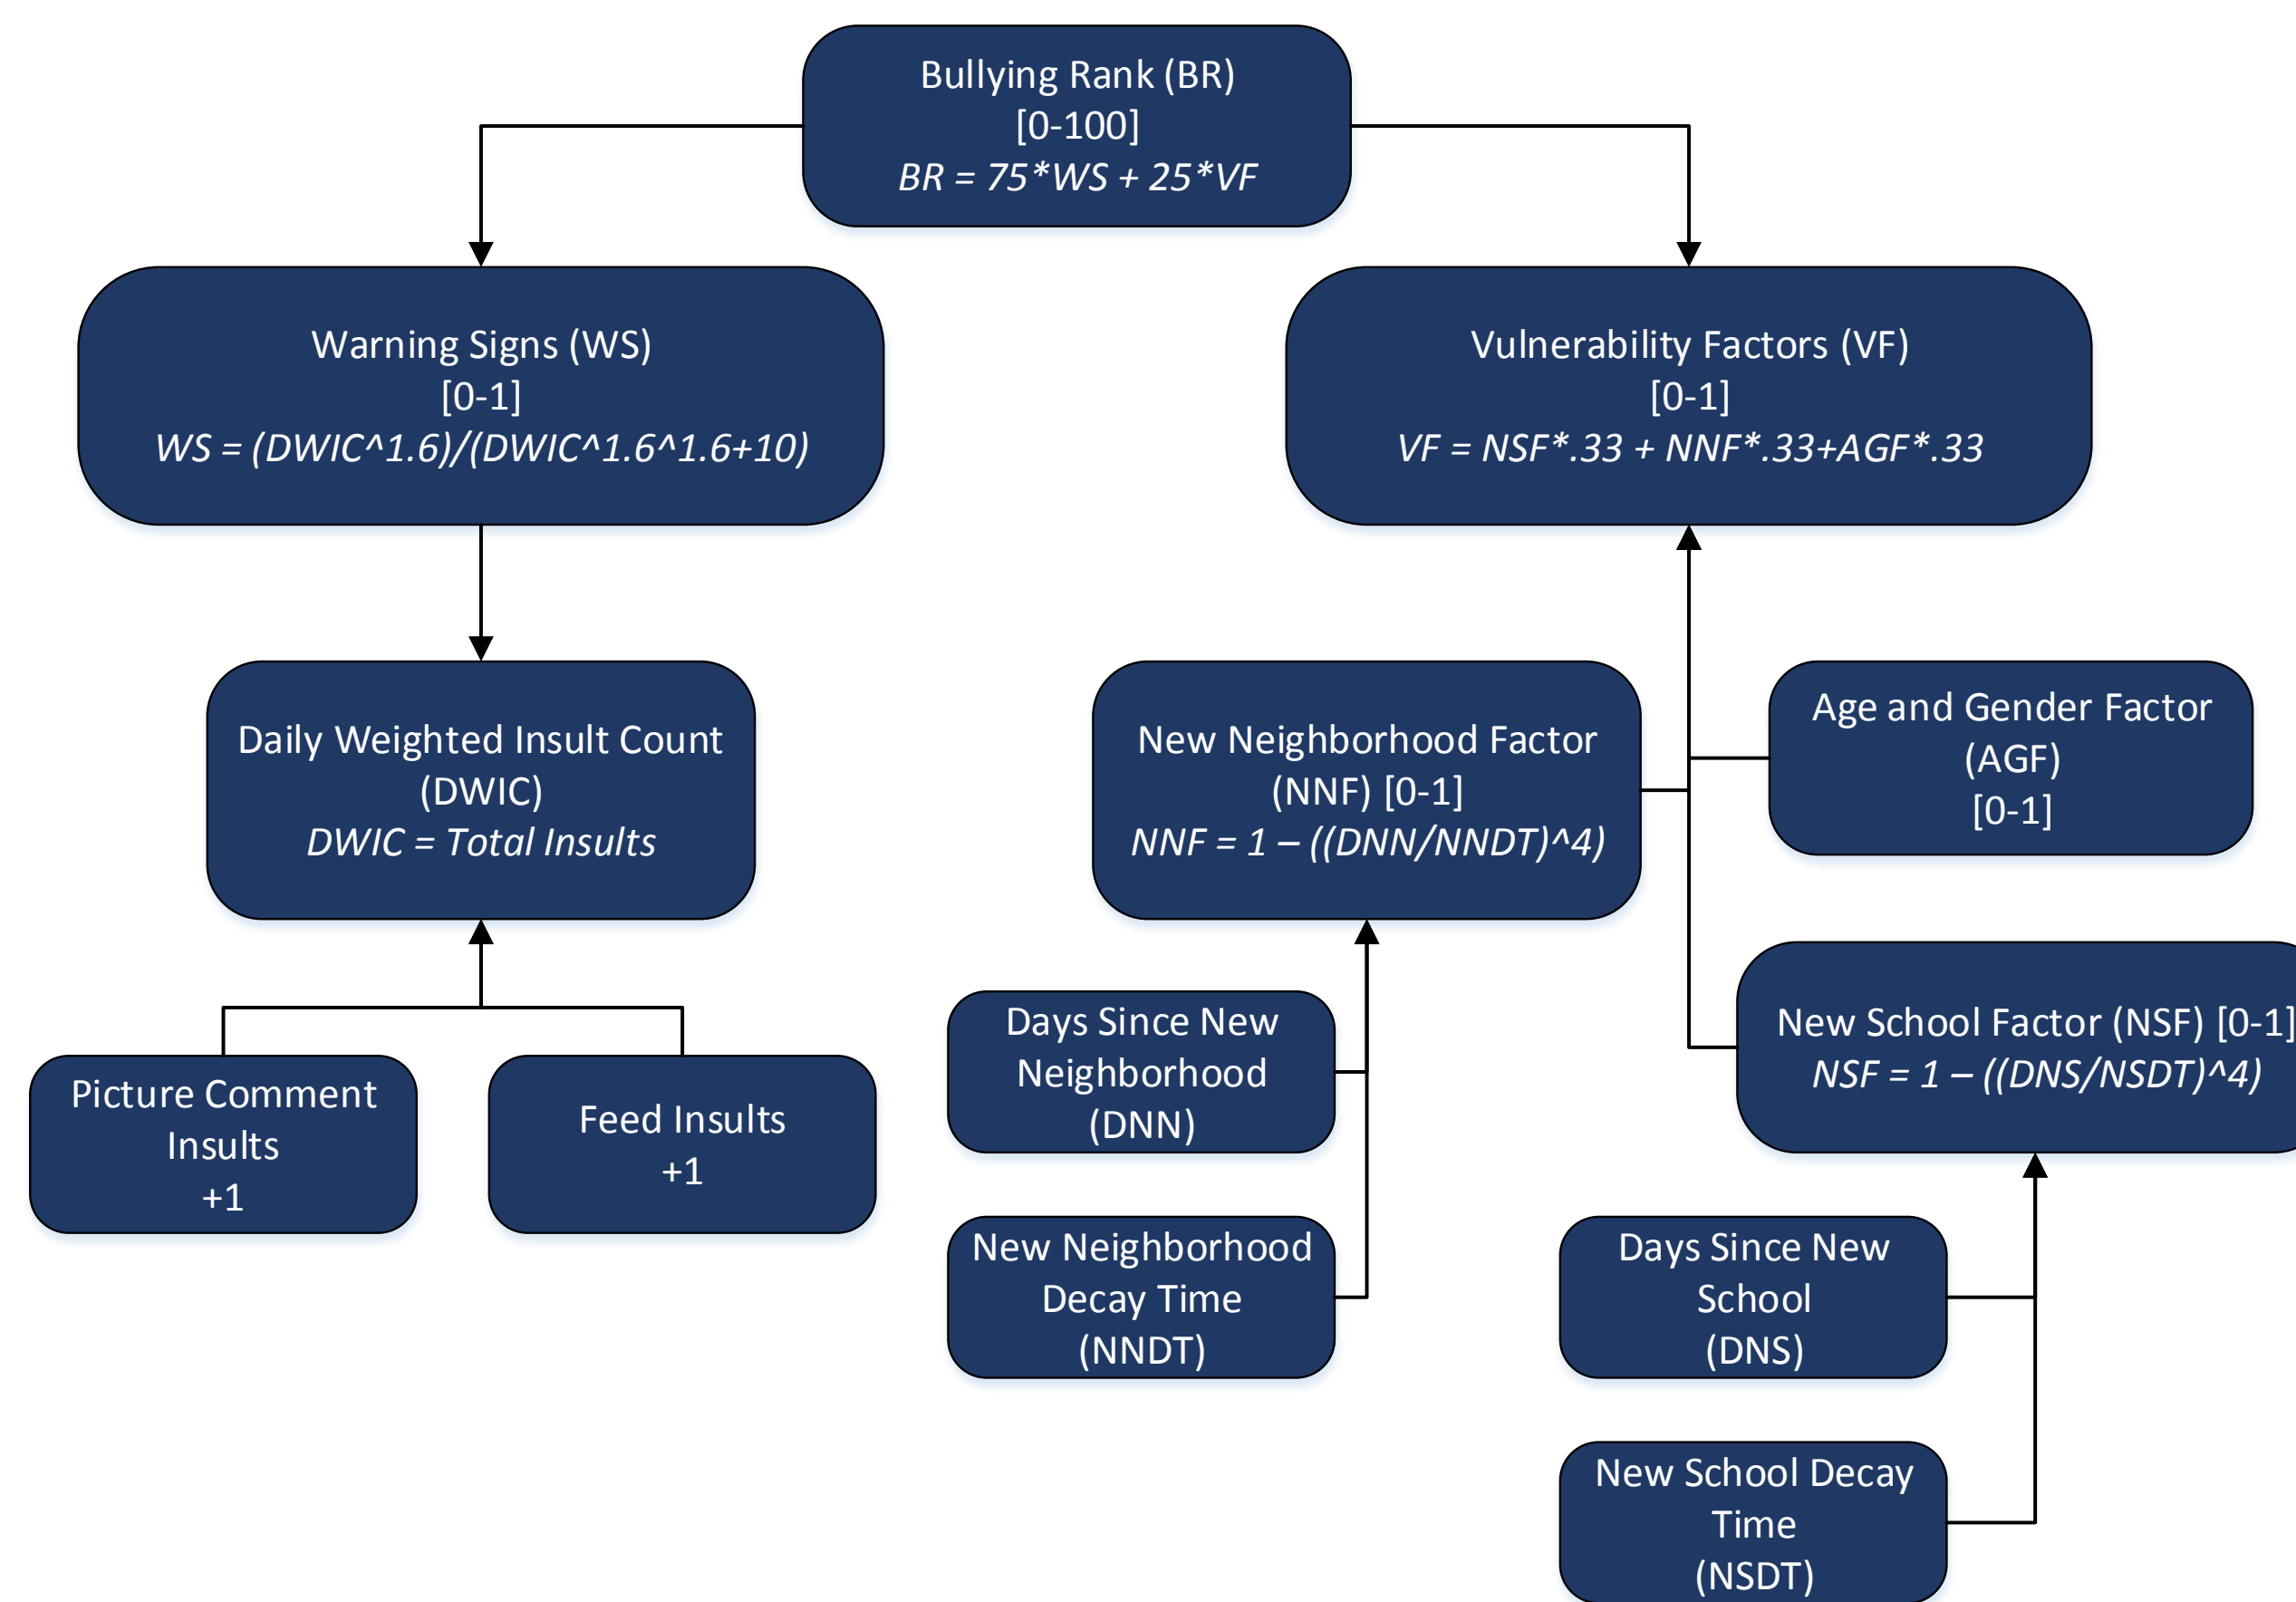 Bullying Rank (BR)
[0-100]
BR = 75*WS + 25*VF
Warning Signs (WS)
[0-1]
WS = (DWIC^1.6)/(DWIC^1.6^1.6+10)
Vulnerability Factors (VF)
[0-1]
VF = NSF*.33 + NNF*.33+AGF*.33
Daily Weighted Insult Count
(DWIC)
DWIC = Total Insults
New Neighborhood Factor
(NNF) [0-1]
NNF = 1 – ((DNN/NNDT)^4)
Age and Gender Factor
(AGF)
[0-1]
New School Factor (NSF) [0-1]
NSF = 1 – ((DNS/NSDT)^4)
Picture Comment
Insults
+1
Feed Insults
+1
Days Since New
Neighborhood
(DNN)
New Neighborhood
Decay Time
(NNDT)
Days Since New
School
(DNS)
New School Decay
Time
(NSDT)